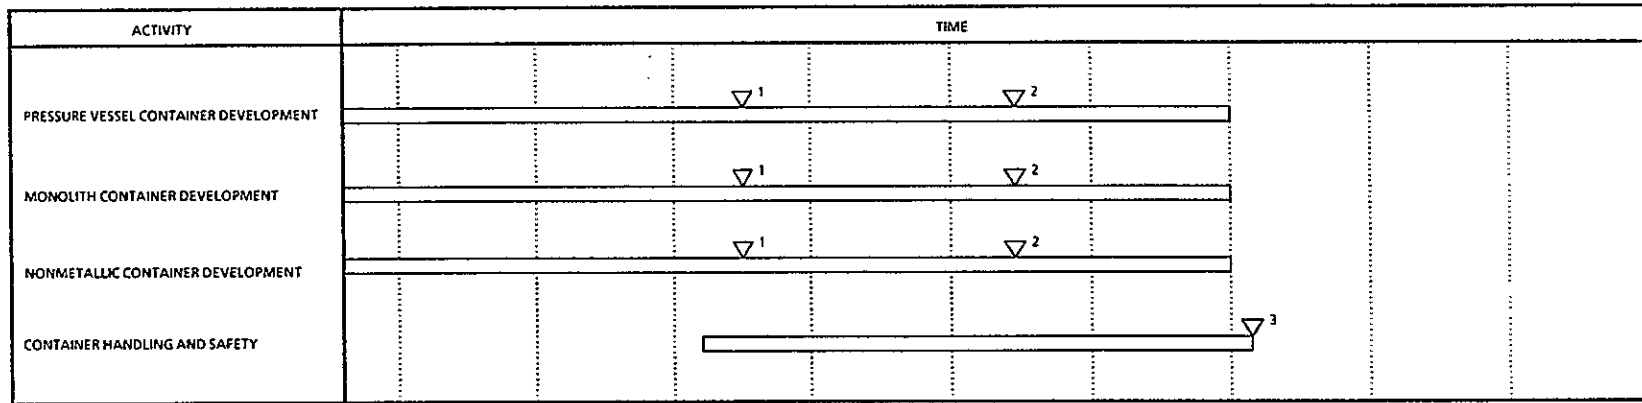 ACTIVITY TIME
1 2
PRESSURE VESSEL CONTAINER DEVELOPMENT
1 2
MONOLITH CONTAINER DEVELOPMENT
1 2
NONMETALLIC CONTAINER DEVELOPMENT
3
CONTAINER HANDLING AND SAFETY